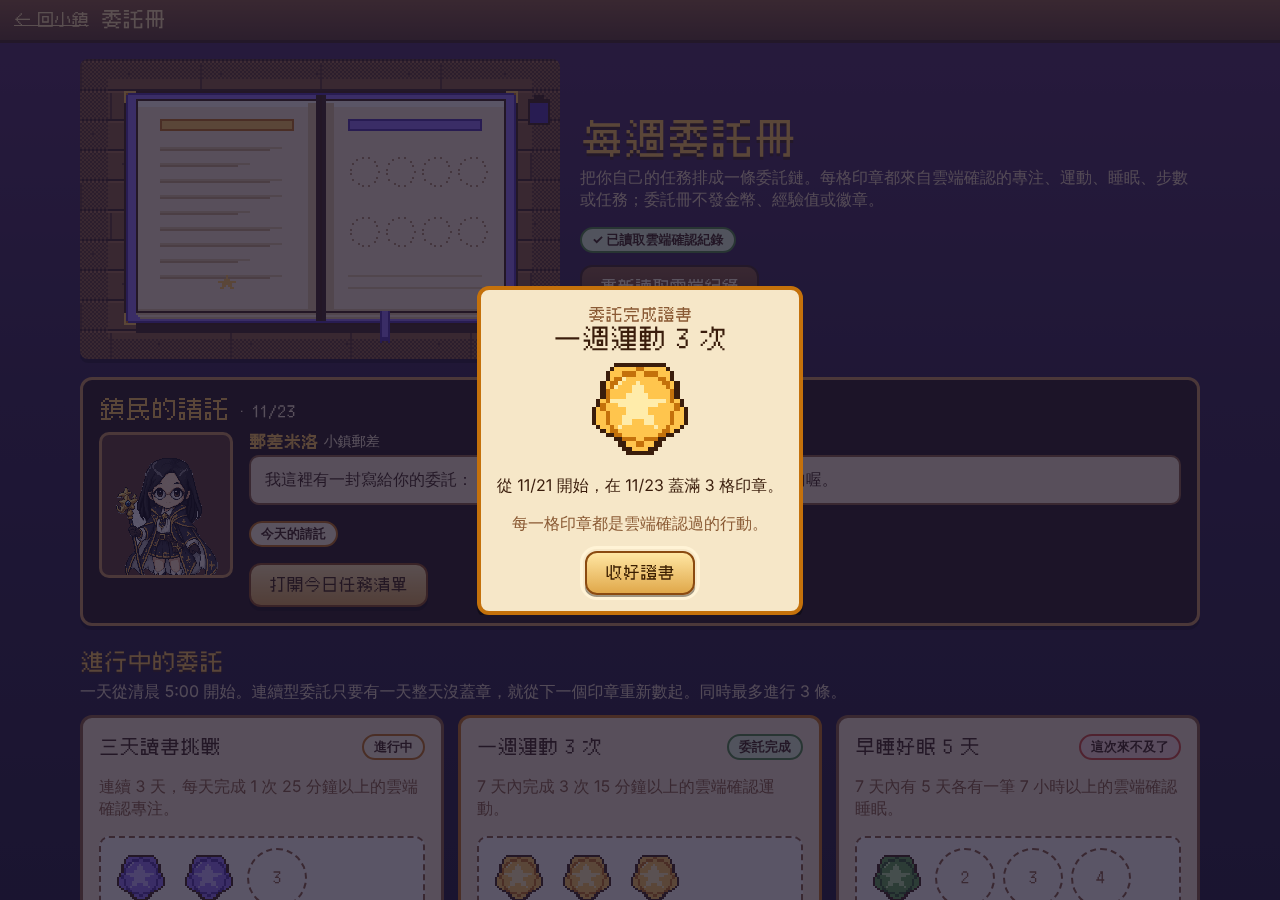 ← 回小鎮 委託冊
每週委託冊
把你自己的任務排成一條委託鏈。每格印章都來自雲端確認的專注、運動、睡眠、步數
或任務；委託冊不發金幣、經驗值或徽章。
✓ 已讀取雲端確認紀錄
重新讀取雲端紀錄
委託完成證書
一週運動 3 次
從 11/21 開始，在 11/23 蓋滿 3 格印章。
每一格印章都是雲端確認過的行動。
收好證書
鎮民的請託 · 11/23
郵差米洛 小鎮郵差
我這裡有一封寫給你的委託：
喔。
今天的請託
打開今日任務清單
進行中的委託
一天從清晨 5:00 開始。連續型委託只要有一天整天沒蓋章，就從下一個印章重新數起。同時最多進行 3 條。
三天讀書挑戰 進行中
連續 3 天，每天完成 1 次 25 分鐘以上的雲端
確認專注。
3
一週運動 3 次 委託完成
7 天內完成 3 次 15 分鐘以上的雲端確認運
動。
早睡好眠 5 天 這次來不及了
7 天內有 5 天各有一筆 7 小時以上的雲端確認
睡眠。
2 3 4